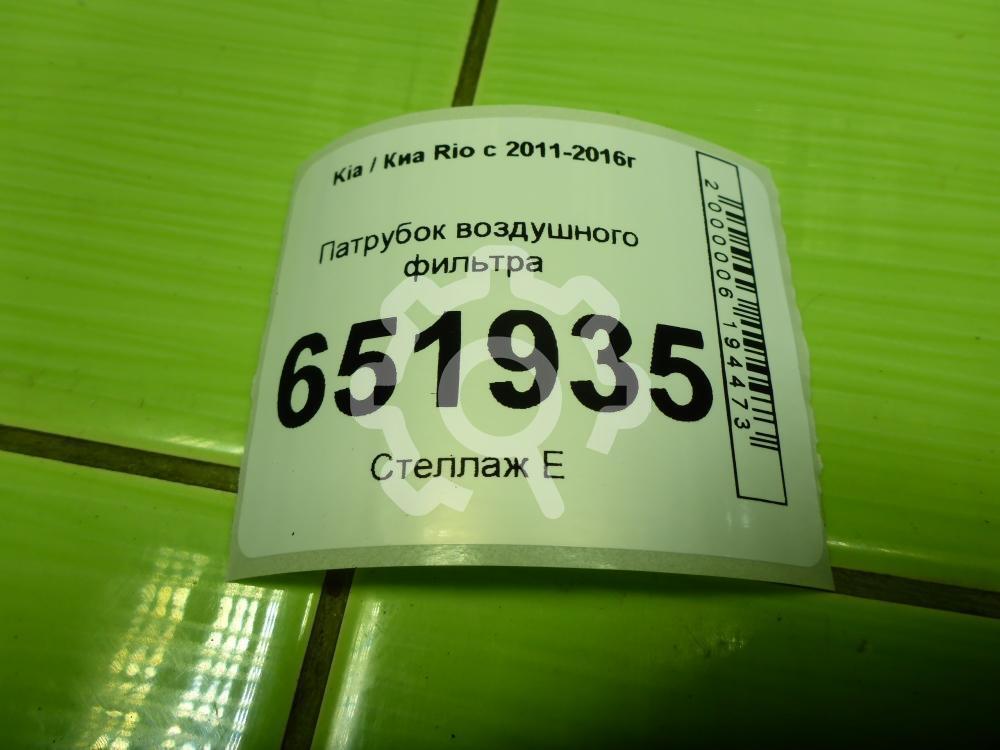 Kia / Киа Rio с 2011-2016г
Патрубок воздушного
фильтра
651935
Стеллаж Е
2000006194473